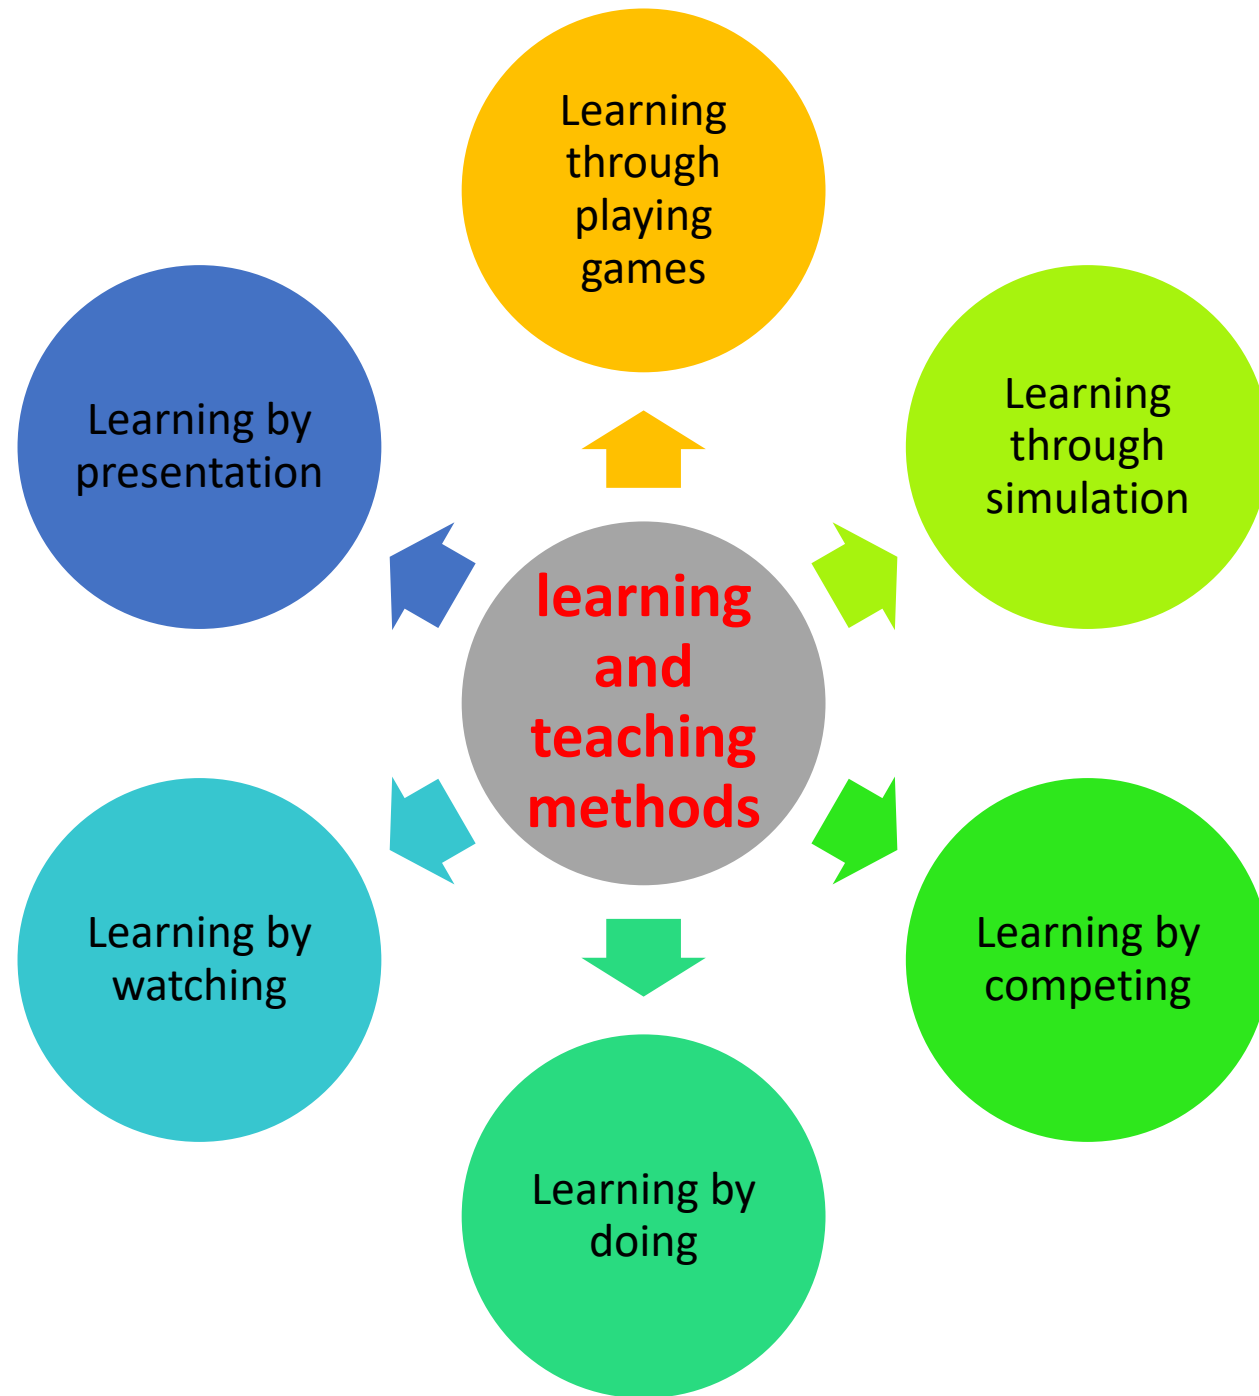 Learning
through
playing
games
Learning by
presentation
Learning
through
simulation
learning
and
teaching
methods
Learning by
watching
Learning by
competing
Learning by
doing